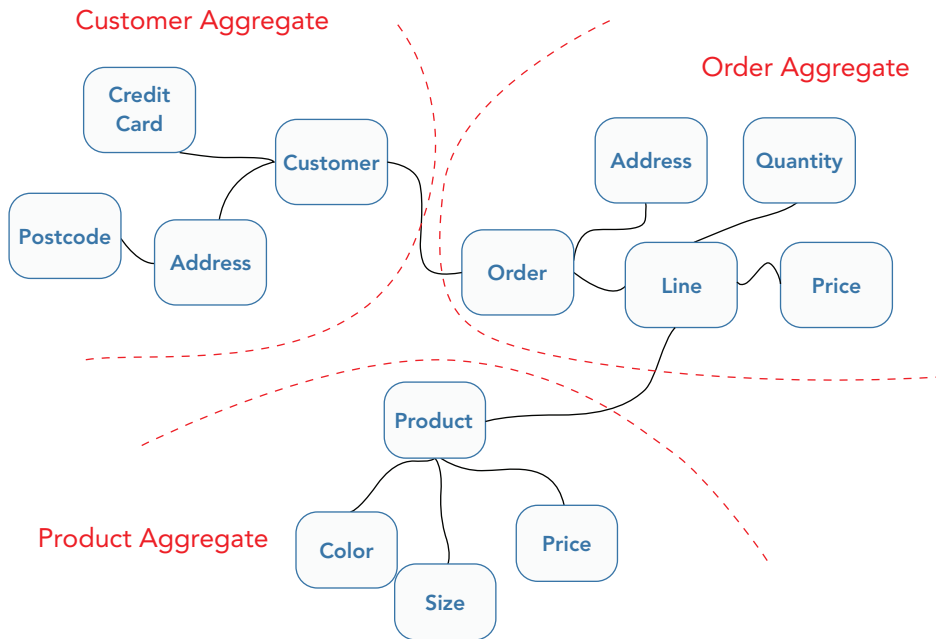 Customer Aggregate
Order Aggregate
Credit
Card
Customer
Address
Quantity
Postcode
Address
Order
Line
Price
Product
Product Aggregate
Color
Size
Price